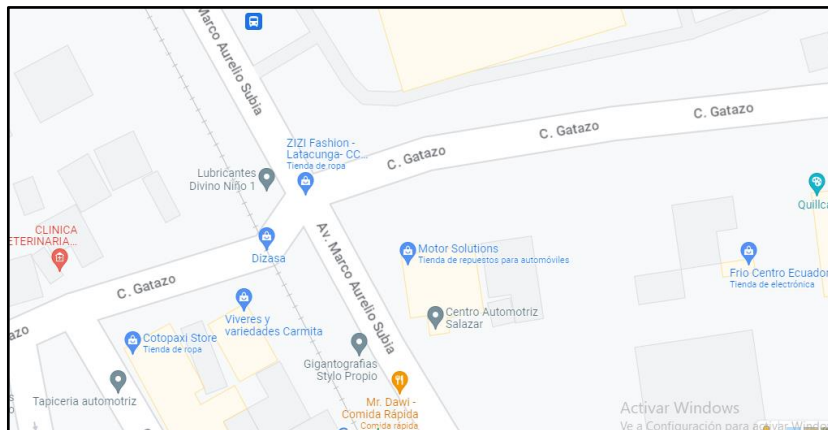 Marco Aurelio Subia
ZIZI Fashion -
Latacunga- CC...
Tienda de ropa
C. Gatazo
C. Gatazo
C. Gatazo
Lubricantes
Divino Niño 1
Quillca
CLINICA
ETERINARIA...
Dizasa
Av. Marco Aurelio Subia
Motor Solutions
Tienda de repuestos para automóviles
Frio Centro Ecuador
Tienda de electrónica
C. Gatazo
Viveres y
variedades Carmita
Centro Automotriz
Salazar
azo
Cotopaxi Store
Tienda de ropa
Gigantografias
Stylo Propio
Tapiceria automotriz
Mr. Dawi -
Comida Rápida
Comida rápida
Activar Windows
Ve a Configuración para activar Windows